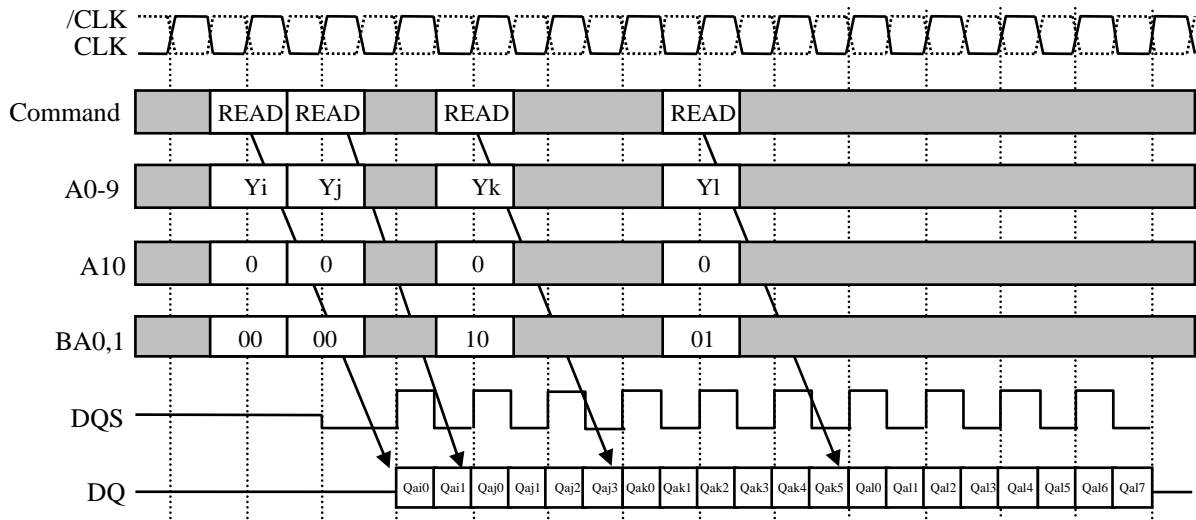 /CLK
CLK
Command READ READ READ READ
A0-9 Yi Yj Yk Yl
A10 0 0 0 0
BA0,1 00 00 10 01
DQS
DQ Qai0 Qai1 Qaj0 Qaj1 Qaj2 Qaj3 Qak0 Qak1 Qak2 Qak3 Qak4 Qak5 Qal0 Qal1 Qal2 Qal3 Qal4 Qal5 Qal6 Qal7